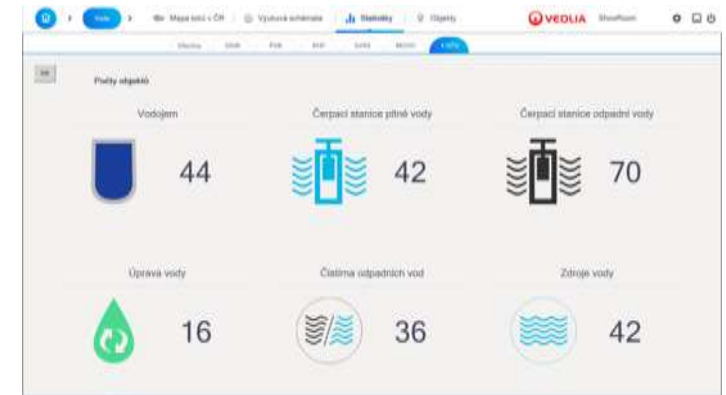 Mapa sítí v ČR
Výuková schémata
Statistiky
Objekty
VEOLIA
ShowRoom
Počty objektů
Vodojem
Čerpací stanice pitné vody
Čerpací stanice odpadní vody
44
42
70
Úprava vody
Čistírna odpadních vod
Zdroje vody
16
36
42